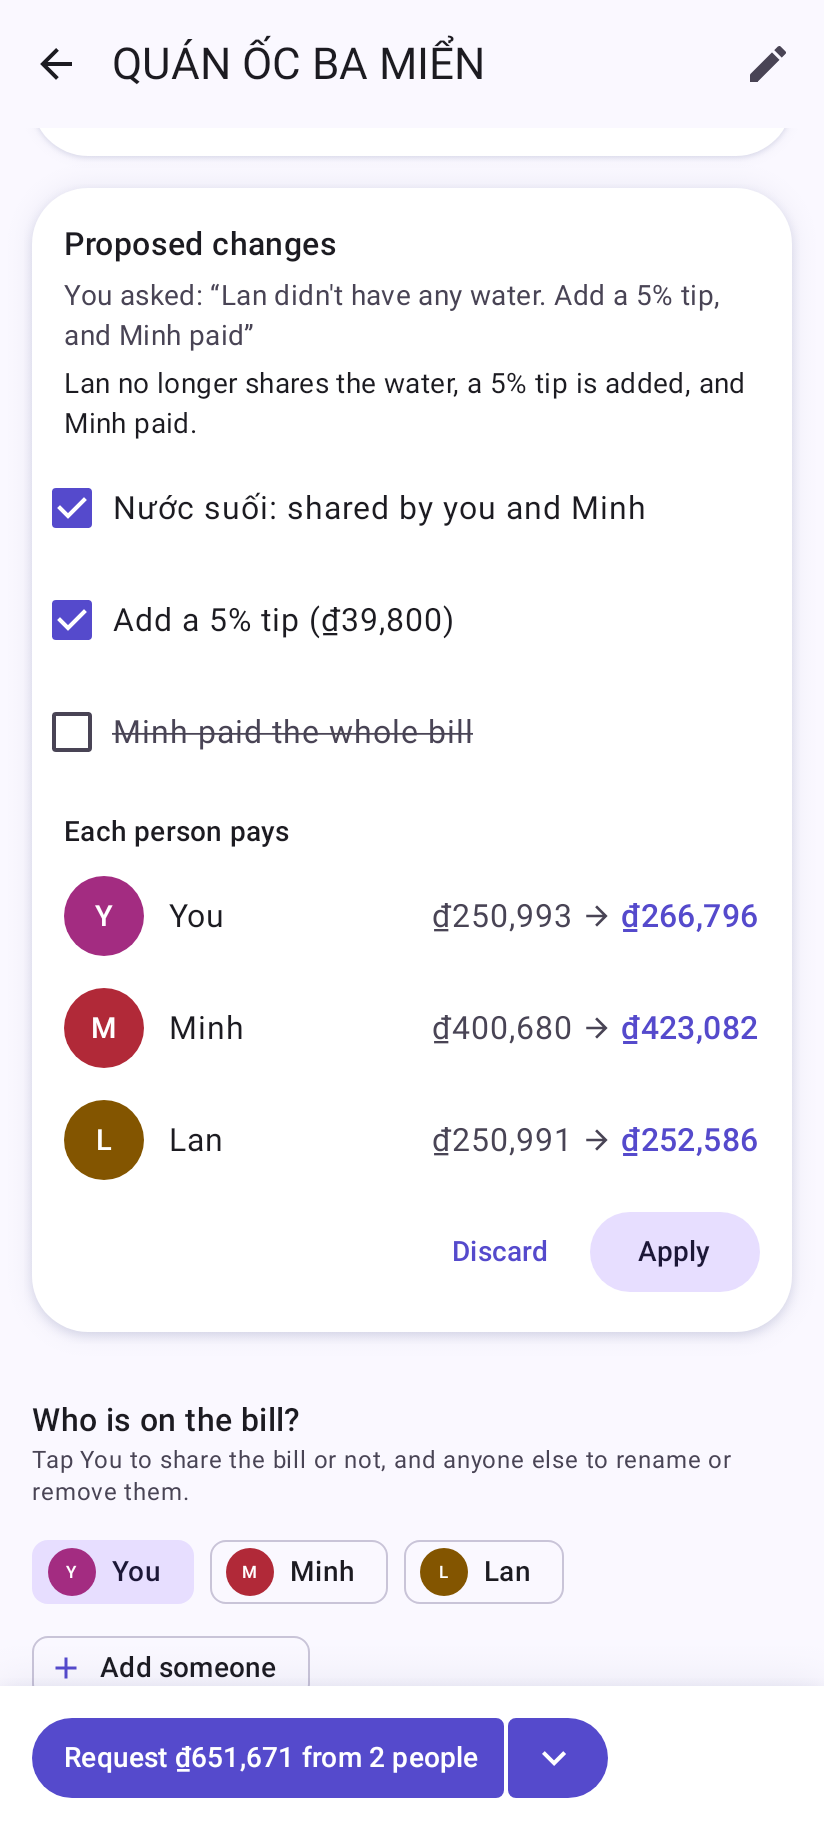 QUÁN ỐC BA MIỂN
Proposed changes
You asked: “Lan didn't have any water. Add a 5% tip,
and Minh paid”
Lan no longer shares the water, a 5% tip is added, and
Minh paid.
Nước suối: shared by you and Minh
Add a 5% tip (₫39,800)
Minh paid the whole bill
Each person pays
Y You ₫250,993 → ₫266,796
M Minh ₫400,680 → ₫423,082
L Lan ₫250,991 → ₫252,586
Discard Apply
Who is on the bill?
Tap You to share the bill or not, and anyone else to rename or
remove them.
Y You M Minh L Lan
+ Add someone
Request ₫651,671 from 2 people